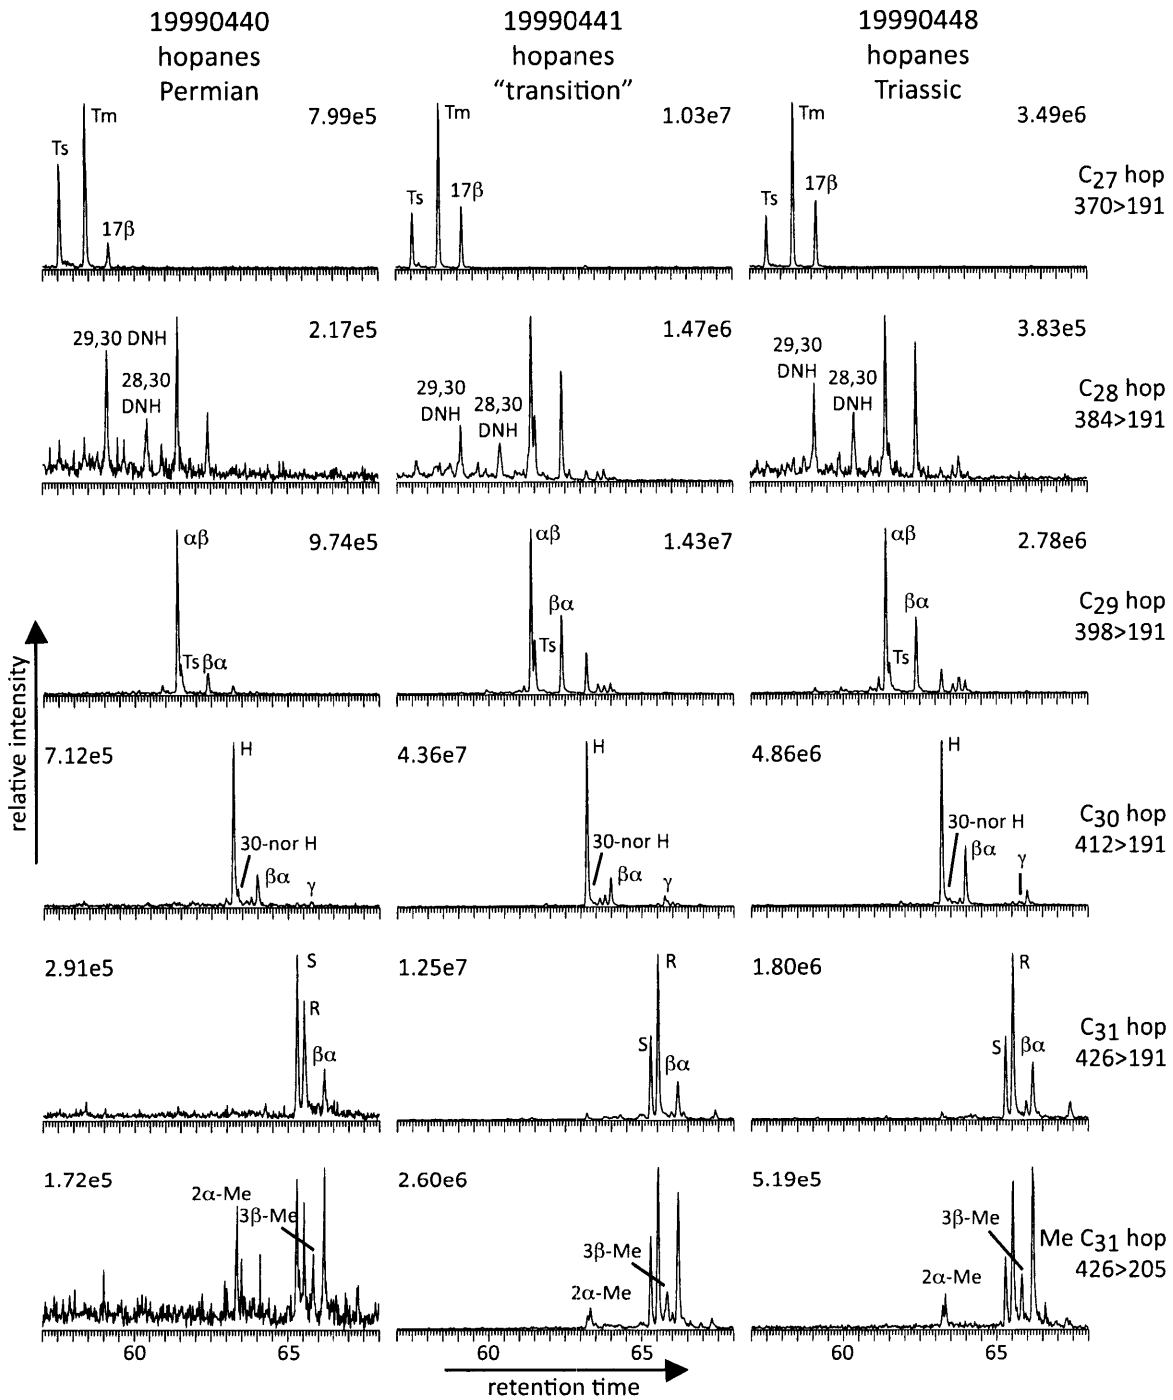 19990440
hopanes
Permian
19990441
hopanes
“transition”
19990448
hopanes
Triassic
Ts
Tm
17β
7.99e5
Ts
Tm
17β
1.03e7
Ts
Tm
17β
3.49e6
C27 hop
370>191
29,30 DNH
28,30
DNH
2.17e5
29,30
DNH
28,30
DNH
1.47e6
29,30
DNH
28,30
DNH
3.83e5
C28 hop
384>191
αβ
Ts
βα
9.74e5
αβ
Ts
βα
1.43e7
αβ
Ts
βα
2.78e6
C29 hop
398>191
relative intensity
7.12e5
H
30-nor H
βα
γ
4.36e7
H
30-nor H
βα
γ
4.86e6
H
30-nor H
βα
γ
C30 hop
412>191
2.91e5
S
R
βα
1.25e7
S
R
βα
1.80e6
S
R
βα
C31 hop
426>191
1.72e5
2α-Me
3β-Me
2.60e6
3β-Me
2α-Me
5.19e5
3β-Me
2α-Me
Me C31 hop
426>205
60 65
60 65
60 65
retention time